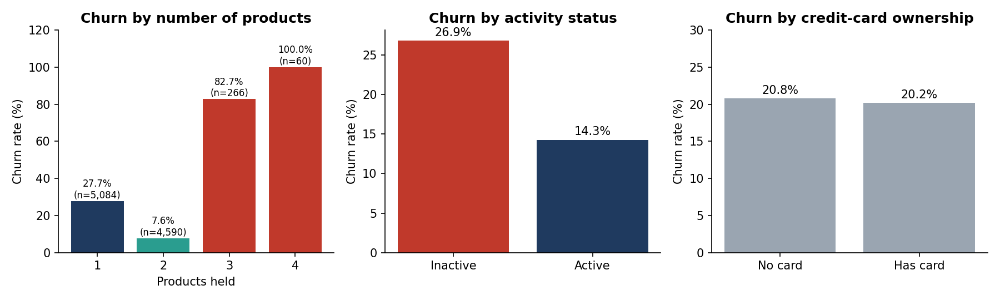 Churn by number of products
Churn rate (%)
120
100
80
60
40
20
0
27.7%
(n=5,084)
7.6%
(n=4,590)
82.7%
(n=266)
100.0%
(n=60)
1
2
3
4
Products held
Churn by activity status
Churn rate (%)
25
20
15
10
5
0
26.9%
14.3%
Inactive
Active
Churn by credit-card ownership
Churn rate (%)
30
25
20
15
10
5
0
20.8%
20.2%
No card
Has card